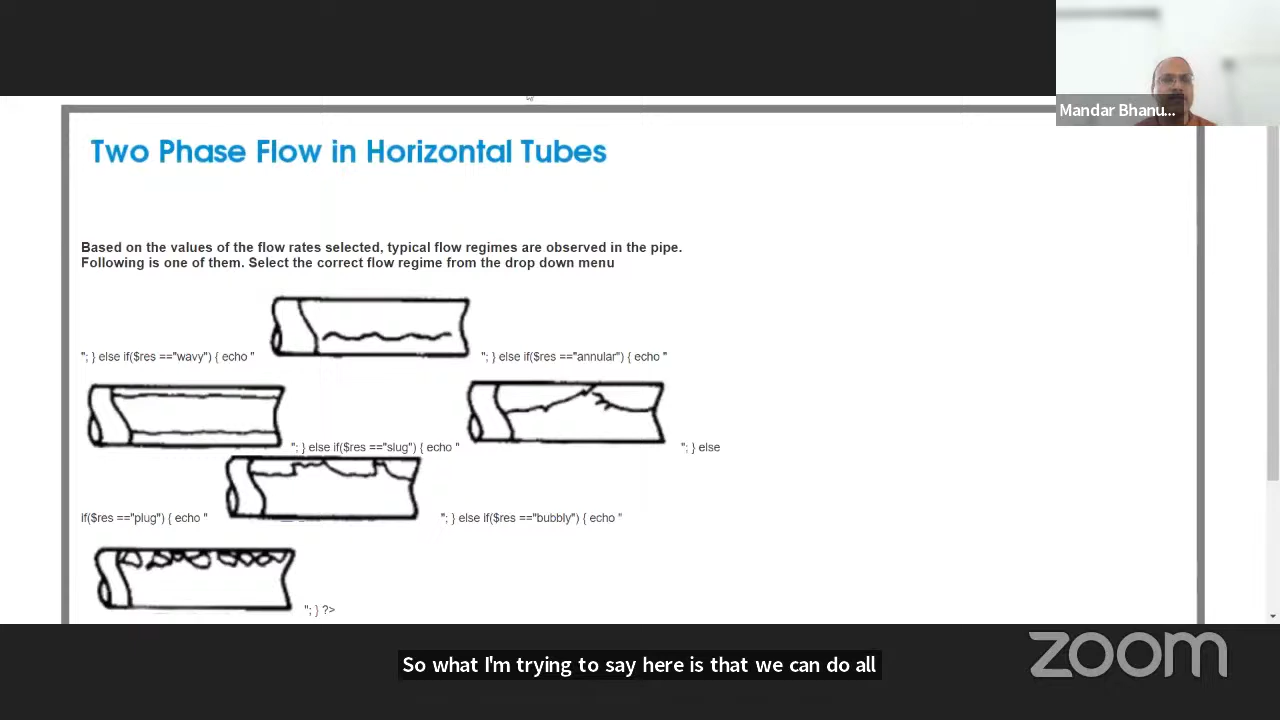 Mandar Bhanu...
Two Phase Flow in Horizontal Tubes
Based on the values of the flow rates selected, typical flow regimes are observed in the pipe.
Following is one of them. Select the correct flow regime from the drop down menu
"; } else if($res =="wavy") { echo " "; } else if($res =="annular") { echo "
"; } else if($res =="slug") { echo " "; } else
if($res =="plug") { echo " "; } else if($res =="bubbly") { echo "
"; } ?>
So what I'm trying to say here is that we can do all
zoom